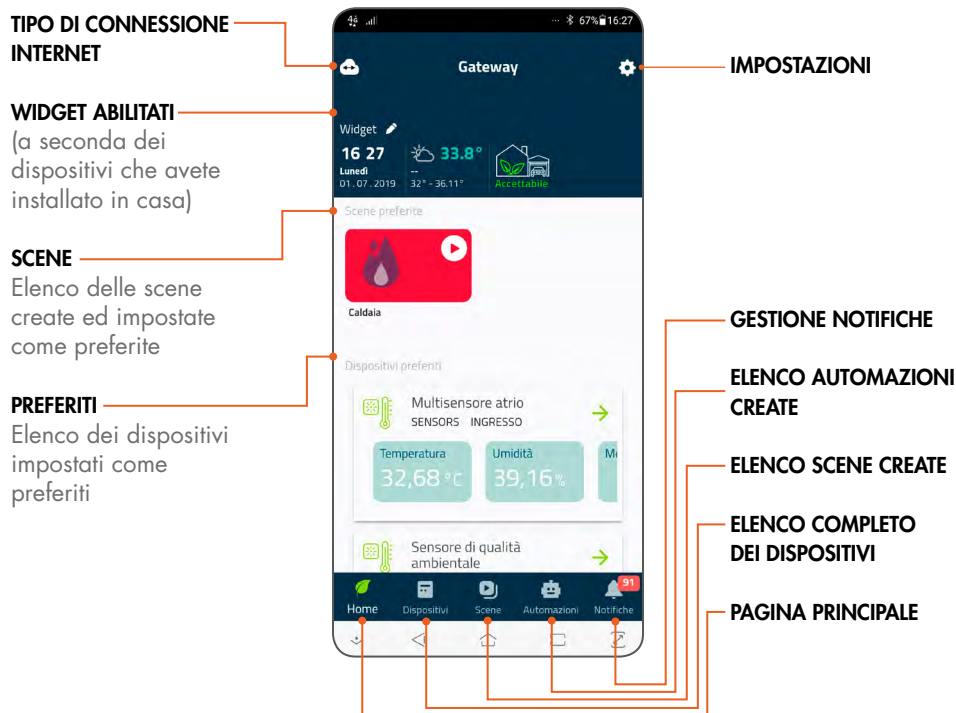 TIPO DI CONNESSIONE
INTERNET
WIDGET ABILITATI
(a seconda dei
dispositivi che avete
installato in casa)
SCENE
Elenco delle scene
create ed impostate
come preferite
PREFERITI
Elenco dei dispositivi
impostati come
preferiti
4G ... 67% 16:27
Gateway
Widget
16 27
Lunedì
01.07.2019
33.8°
--
32° - 36.11°
Accettabile
Scene preferite
Caldaia
Dispositivi preferiti
Multisensore atrio
SENSORS INGRESSO
Temperatura
32,68 °C
Umidità
39,16 %
Sensore di qualità
ambientale
Home
Dispositivi
Scene
Automazioni
Notifiche
91
IMPOSTAZIONI
GESTIONE NOTIFICHE
ELENCO AUTOMAZIONI
CREATE
ELENCO SCENE CREATE
ELENCO COMPLETO
DEI DISPOSITIVI
PAGINA PRINCIPALE